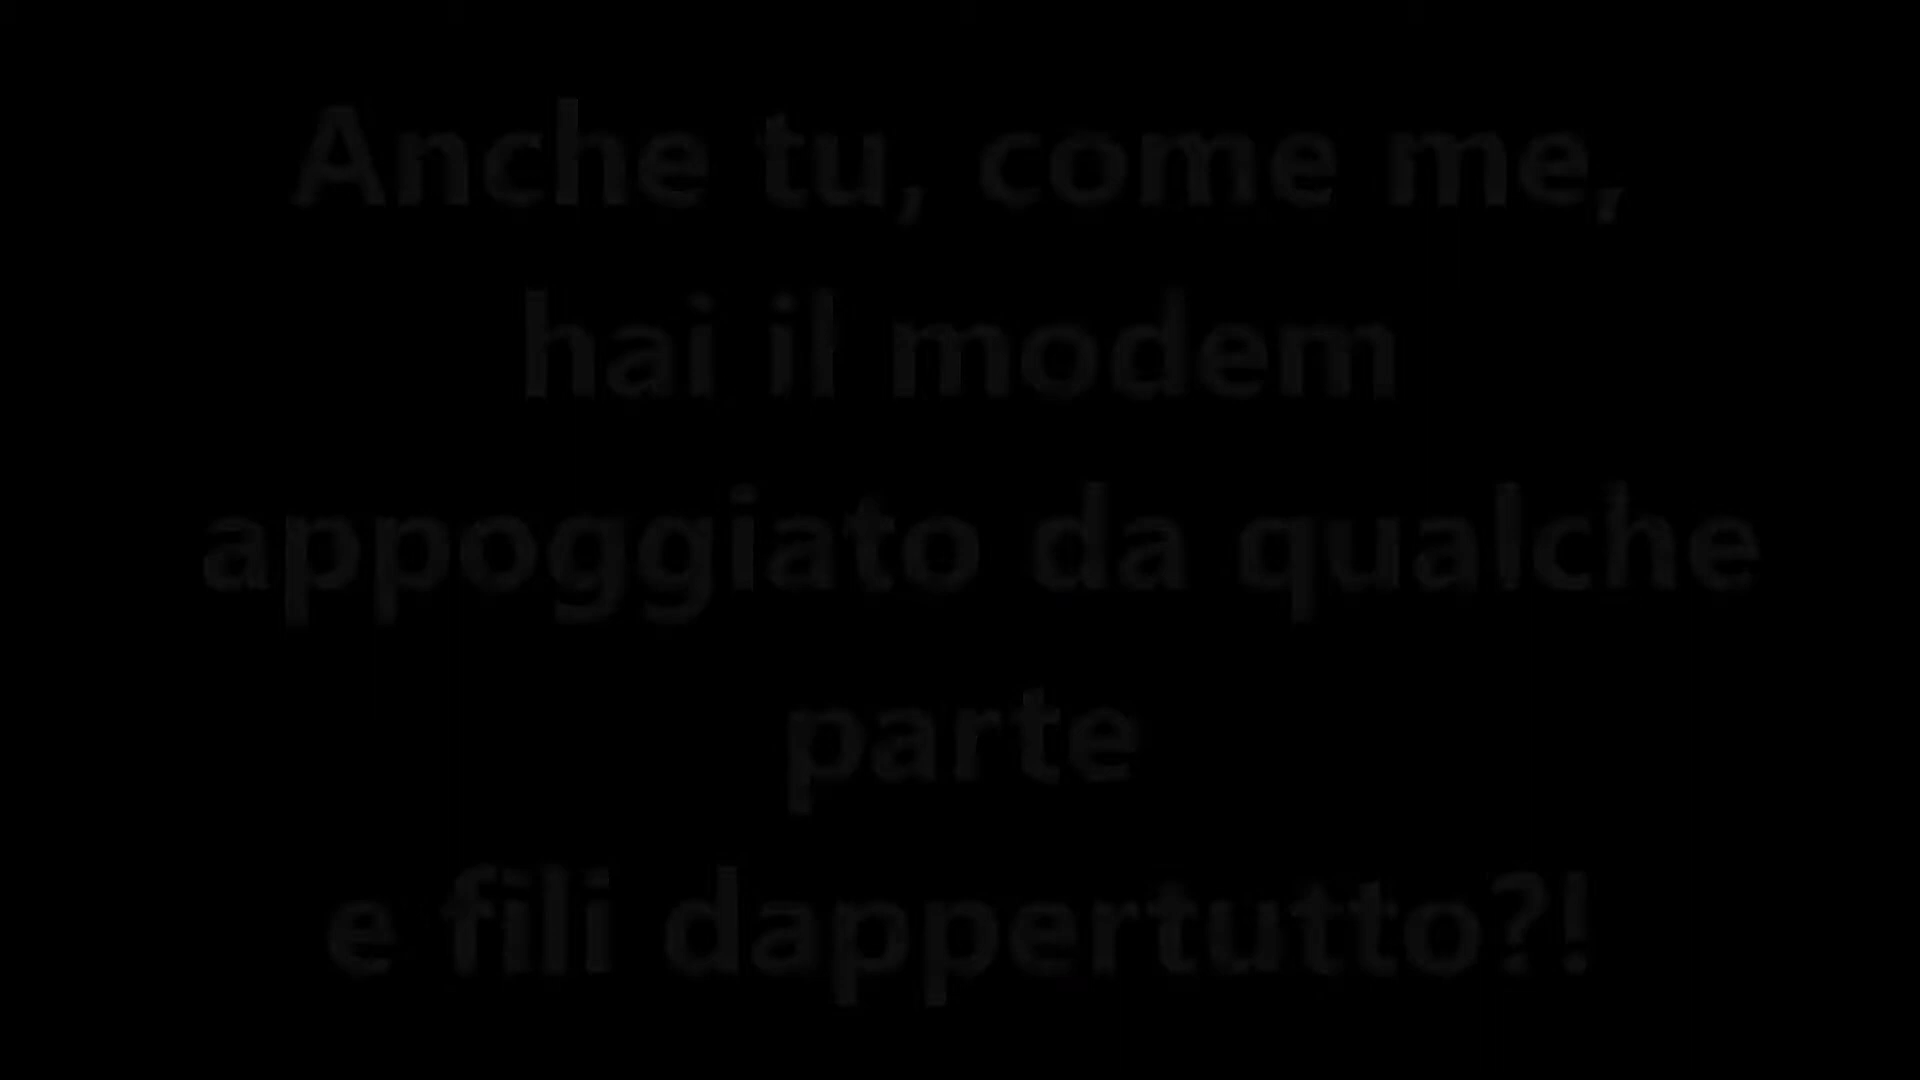 Anche tu, come me,
hai il modem
appoggiato da qualche
parte
e fili dappertutto?!